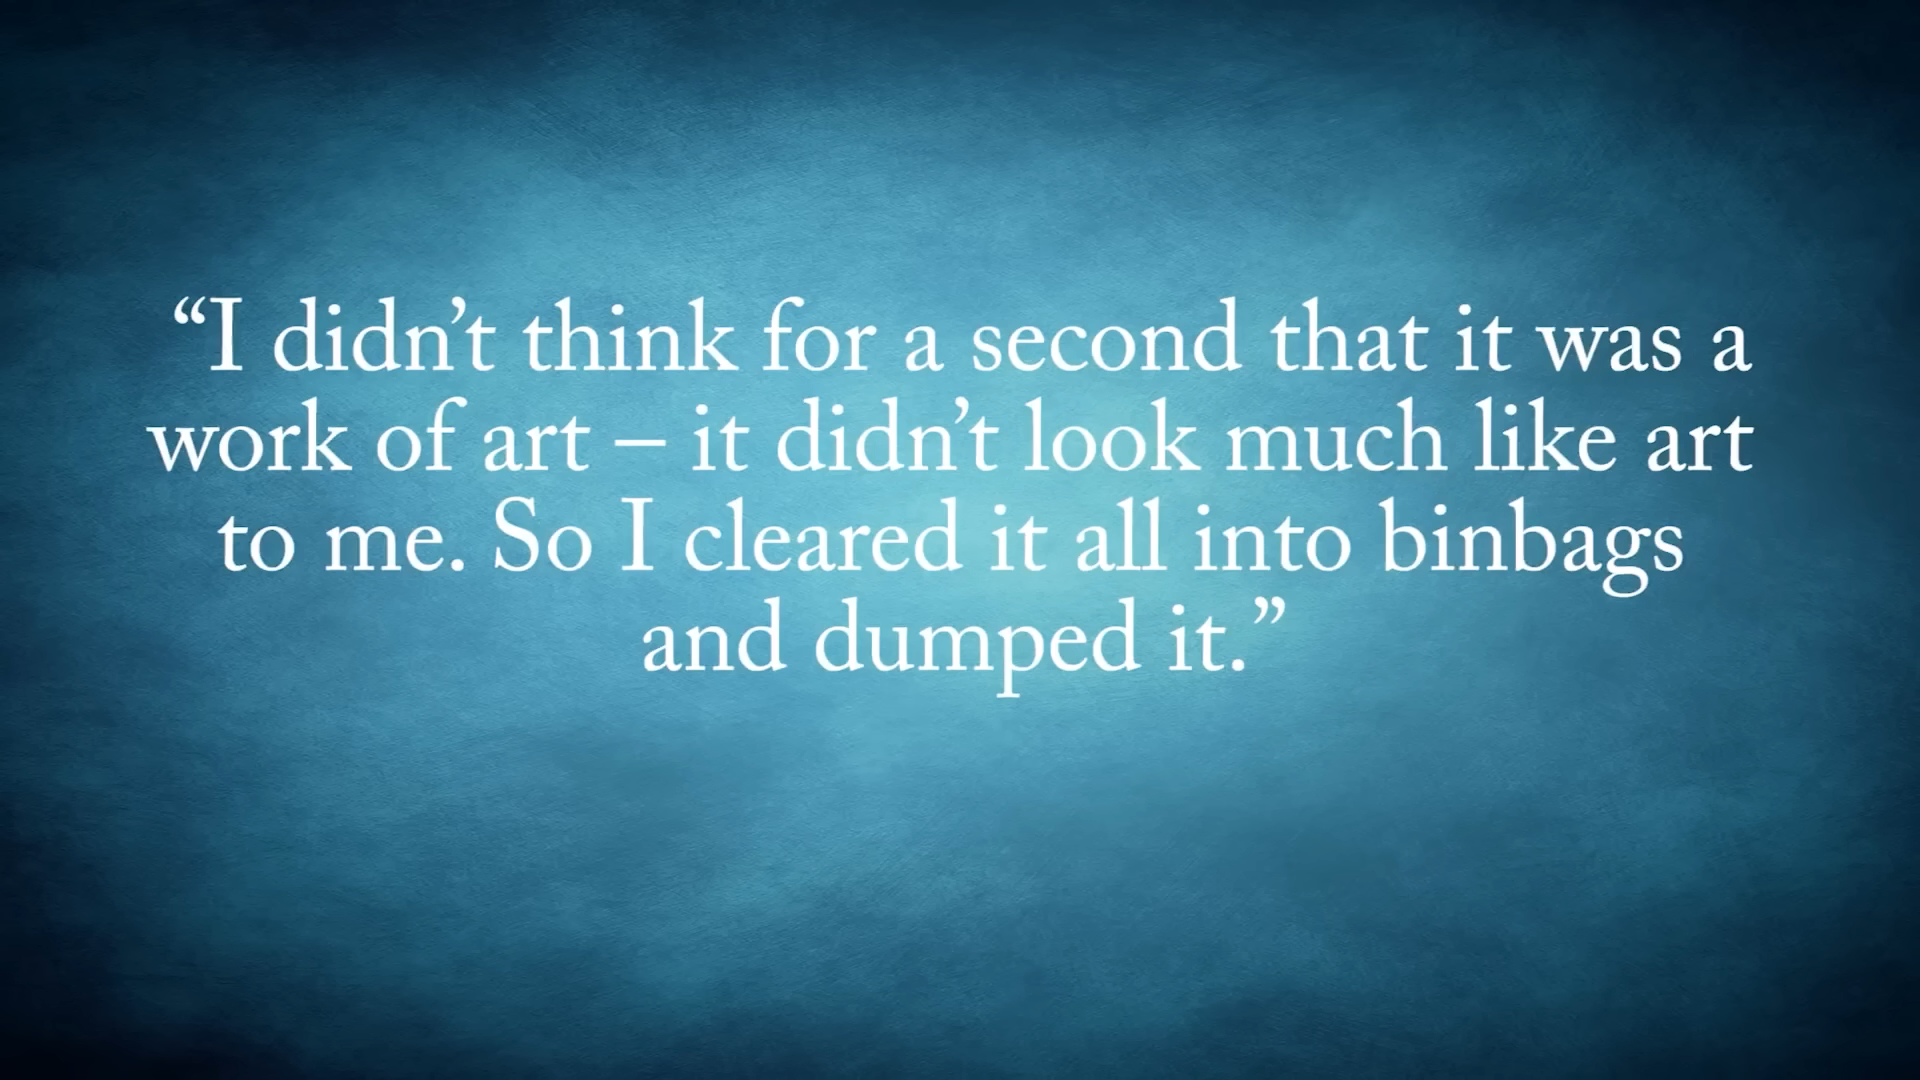 “I didn’t think for a second that it was a
work of art – it didn’t look much like art
to me. So I cleared it all into binbags
and dumped it.”